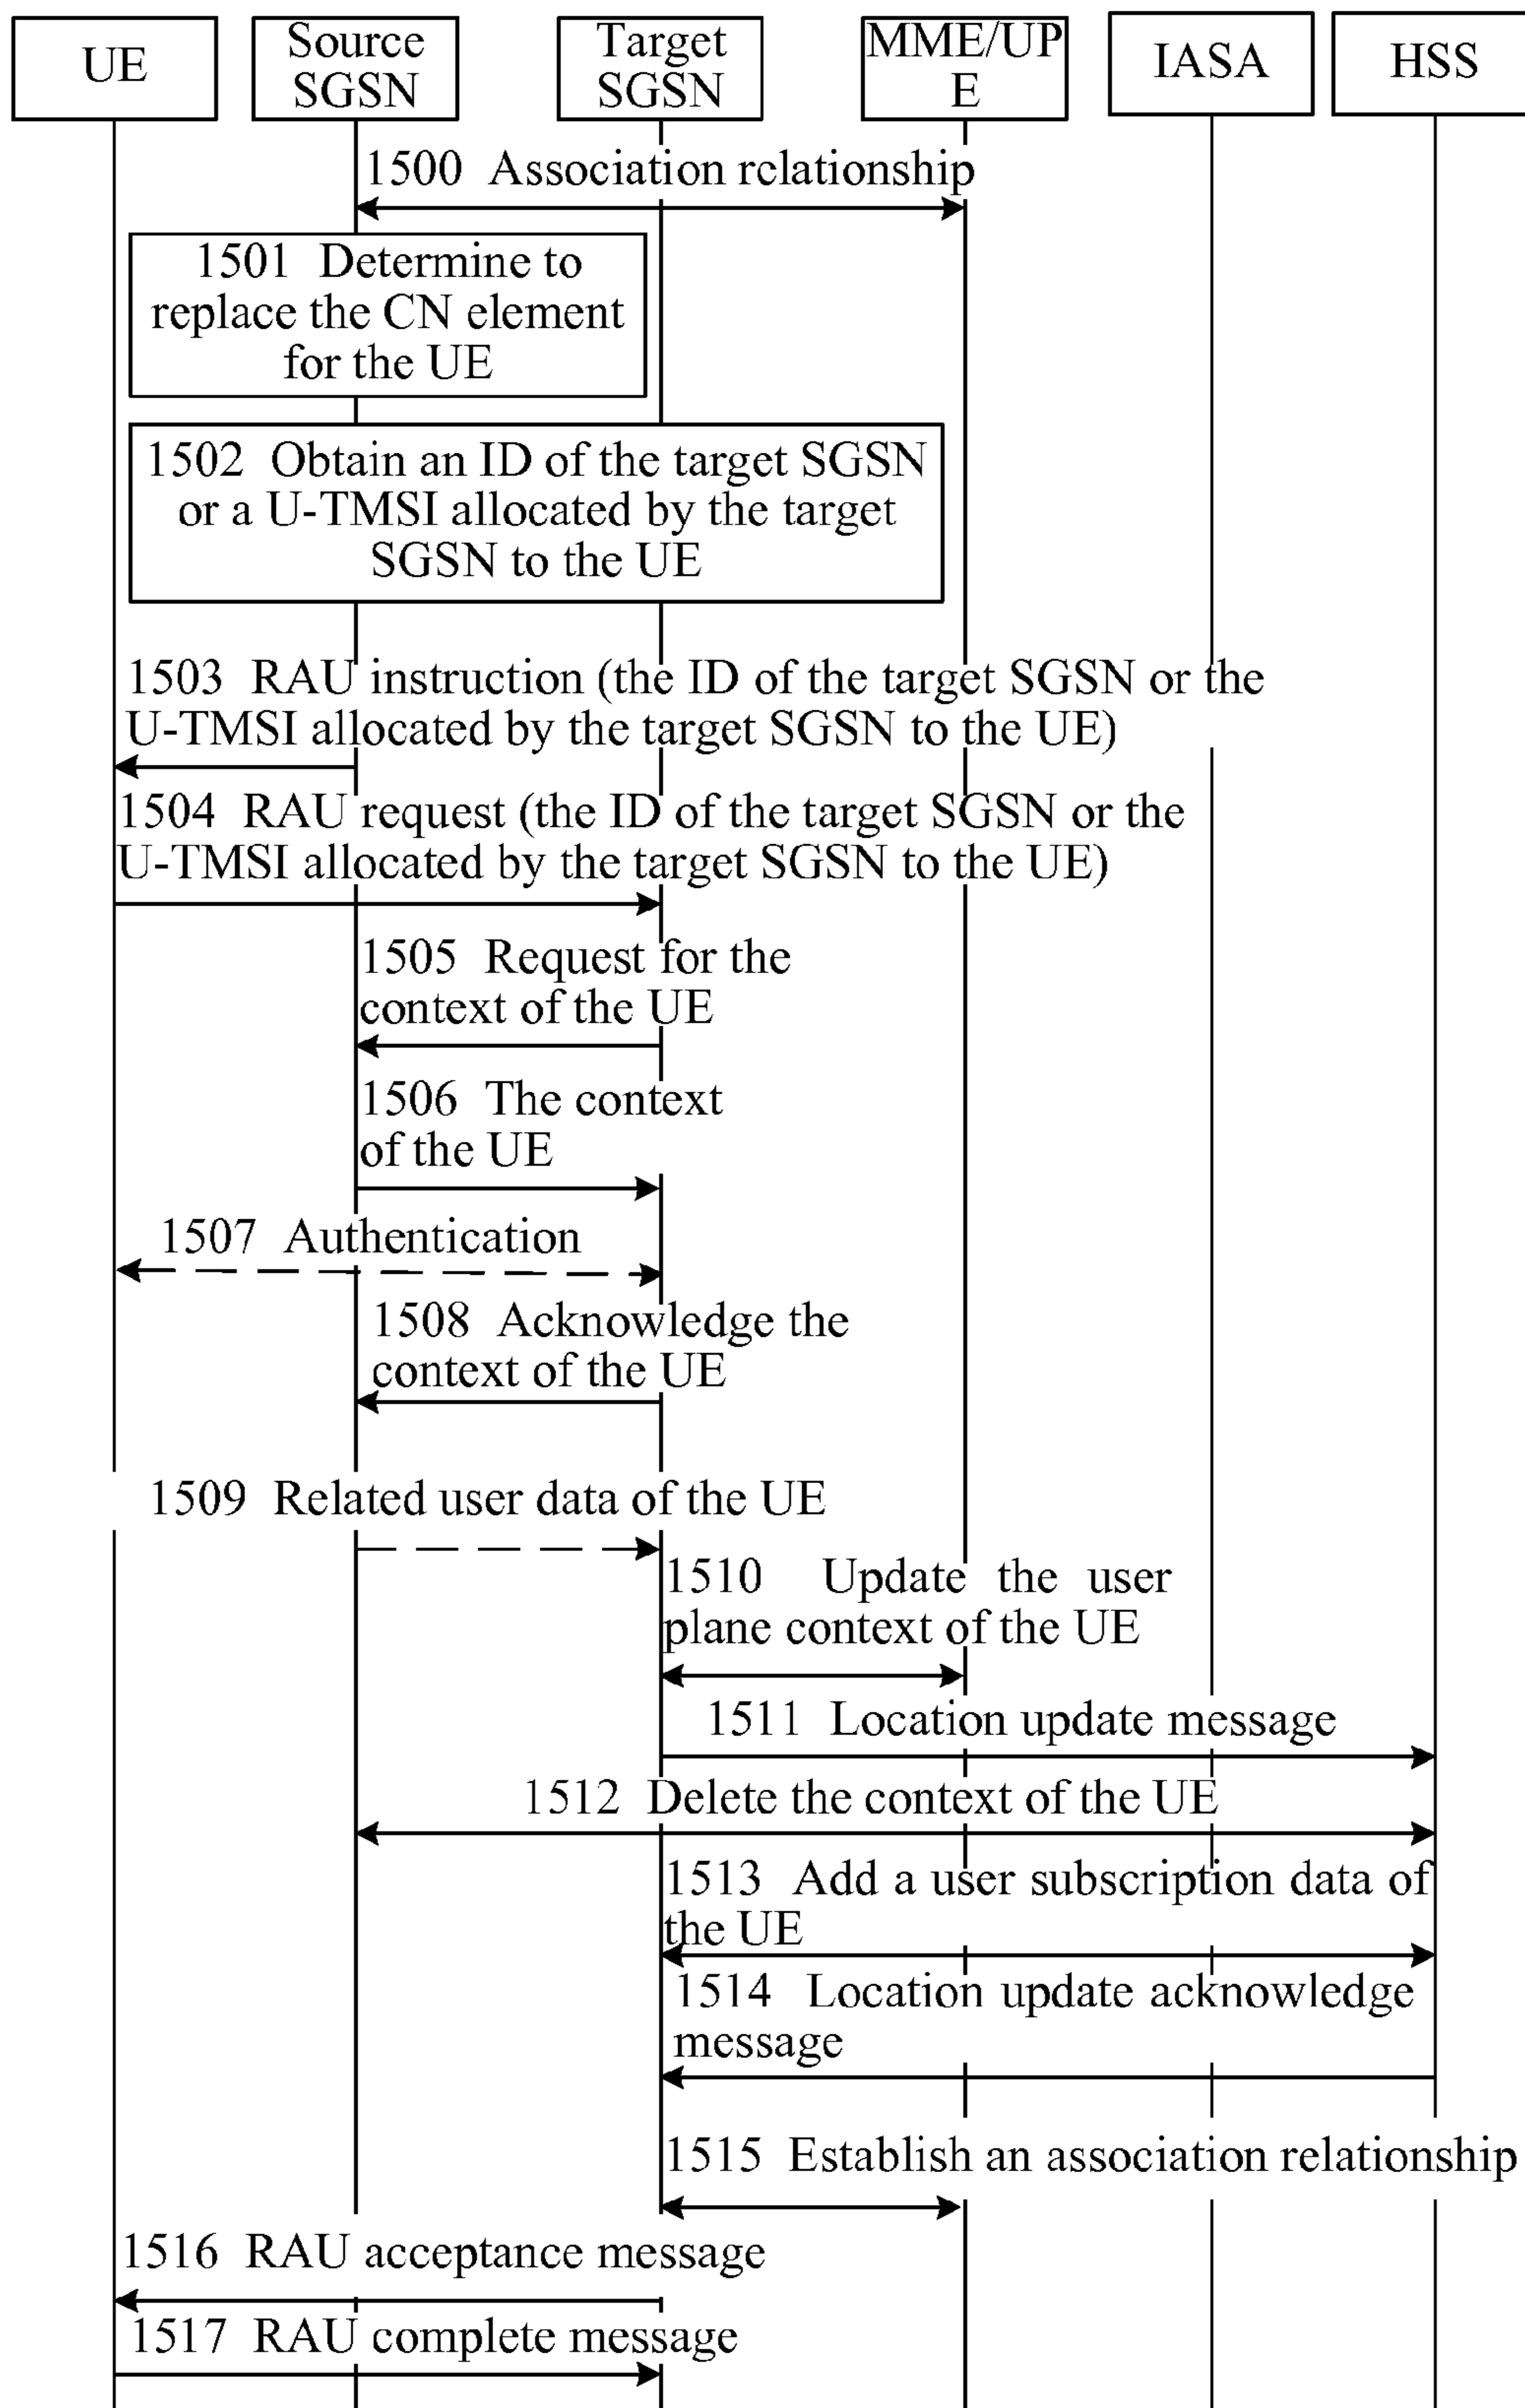 UE
Source
SGSN
Target
SGSN
MME/UP
E
IASA
HSS
1500 Association relationship
1501 Determine to
replace the CN element
for the UE
1502 Obtain an ID of the target SGSN
or a U-TMSI allocated by the target
SGSN to the UE
1503 RAU instruction (the ID of the target SGSN or the
U-TMSI allocated by the target SGSN to the UE)
1504 RAU request (the ID of the target SGSN or the
U-TMSI allocated by the target SGSN to the UE)
1505 Request for the
context of the UE
1506 The context
of the UE
1507 Authentication
1508 Acknowledge the
context of the UE
1509 Related user data of the UE
1510 Update the user
plane context of the UE
1511 Location update message
1512 Delete the context of the UE
1513 Add a user subscription data of
the UE
1514 Location update acknowledge
message
1515 Establish an association relationship
1516 RAU acceptance message
1517 RAU complete message